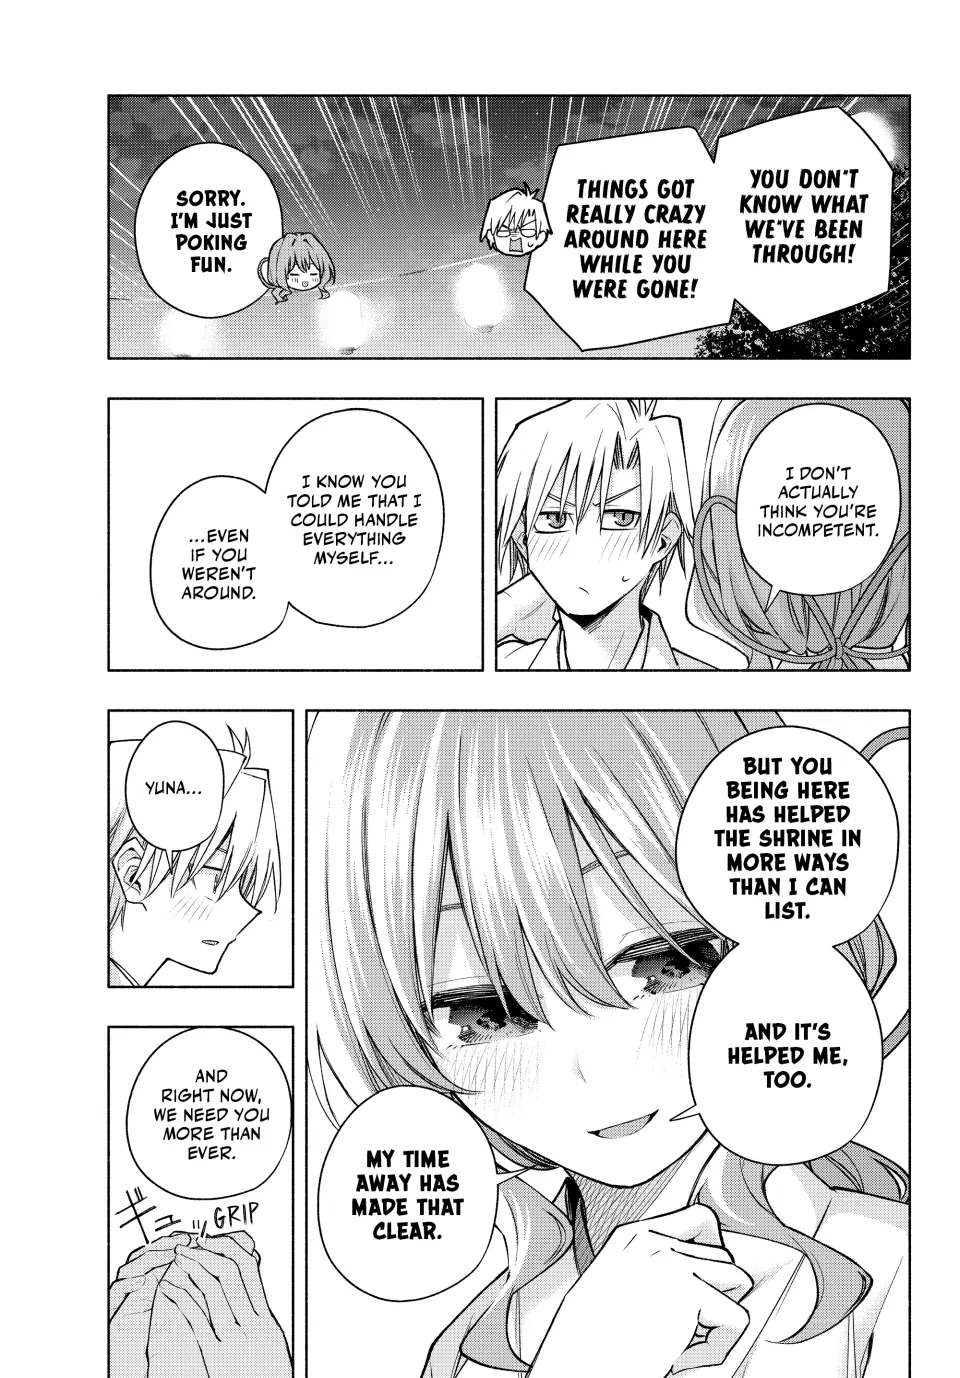 YOU DON'T
KNOW WHAT
WE'VE BEEN
THROUGH!
THINGS GOT
REALLY CRAZY
AROUND HERE
WHILE YOU
WERE GONE!
SORRY.
I'M JUST
POKING
FUN.
I DON'T
ACTUALLY
THINK YOU'RE
INCOMPETENT.
I KNOW YOU
TOLD ME THAT I
COULD HANDLE
EVERYTHING
MYSELF...
...EVEN
IF YOU
WEREN'T
AROUND.
BUT YOU
BEING HERE
HAS HELPED
THE SHRINE IN
MORE WAYS
THAN I CAN
LIST.
AND IT'S
HELPED ME,
TOO.
MY TIME
AWAY HAS
MADE THAT
CLEAR.
YUNA...
AND
RIGHT NOW,
WE NEED YOU
MORE THAN
EVER.
ギュ
GRIP